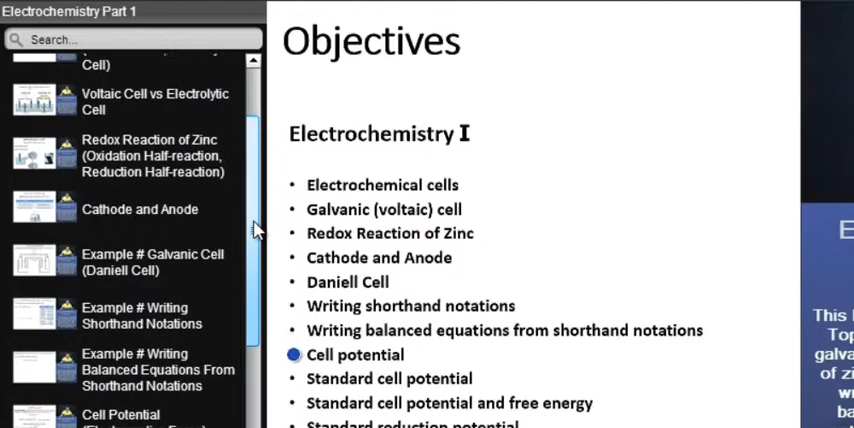 Electrochemistry Part 1
Search...
Cell)
Voltaic Cell vs Electrolytic
Cell
Redox Reaction of Zinc
(Oxidation Half-reaction,
Reduction Half-reaction)
Cathode and Anode
Example # Galvanic Cell
(Daniell Cell)
Example # Writing
Shorthand Notations
Example # Writing
Balanced Equations From
Shorthand Notations
Cell Potential
Objectives
Electrochemistry I
• Electrochemical cells
• Galvanic (voltaic) cell
• Redox Reaction of Zinc
• Cathode and Anode
• Daniell Cell
• Writing shorthand notations
• Writing balanced equations from shorthand notations
Cell potential
• Standard cell potential
• Standard cell potential and free energy
Standard reduction potential
E
This
Top
galva
of zi
w
ba